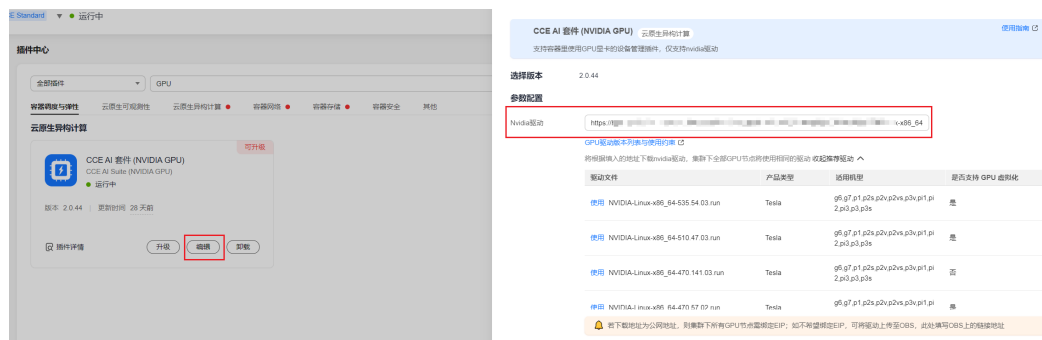 E Standard ▼ ● 运行中
插件中心
全部插件 GPU
容器调度与弹性 云原生可观测性 云原生异构计算 容器网络 容器存储 容器安全 其他
云原生异构计算
可升级
CCE AI 套件 (NVIDIA GPU)
CCE AI Suite (NVIDIA GPU)
运行中
版本 2.0.44 | 更新时间 28 天前
插件详情 升级 编辑 卸载
CCE AI 套件 (NVIDIA GPU) 云原生异构计算
使用指南
支持容器里使用GPU显卡的设备管理插件，仅支持nvidia驱动
选择版本 2.0.44
参数配置
Nvidia驱动 https:// x-x86_64
GPU驱动版本列表与使用约束
将根据填入的地址下载nvidia驱动，集群下全部GPU节点将使用相同的驱动 收起推荐驱动
驱动文件 产品类型 适用机型 是否支持 GPU 虚拟化
使用 NVIDIA-Linux-x86_64-535.54.03.run Tesla g6,g7,p1,p2s,p2v,p2vs,p3v,pi1,pi 是
2,pi3,p3,p3s
使用 NVIDIA-Linux-x86_64-510.47.03.run Tesla g6,g7,p1,p2s,p2v,p2vs,p3v,pi1,pi 是
2,pi3,p3,p3s
使用 NVIDIA-Linux-x86_64-470.141.03.run Tesla g6,g7,p1,p2s,p2v,p2vs,p3v,pi1,pi 否
2,pi3,p3,p3s
使用 NVIDIA-Linux-x86_64-470.57.02.run Tesla g6,g7,p1,p2s,p2v,p2vs,p3v,pi1,pi 是
若下载地址为公网地址，则集群下所有GPU节点需绑定EIP；如不希望绑定EIP，可将驱动上传至OBS，此处填写OBS上的链接地址